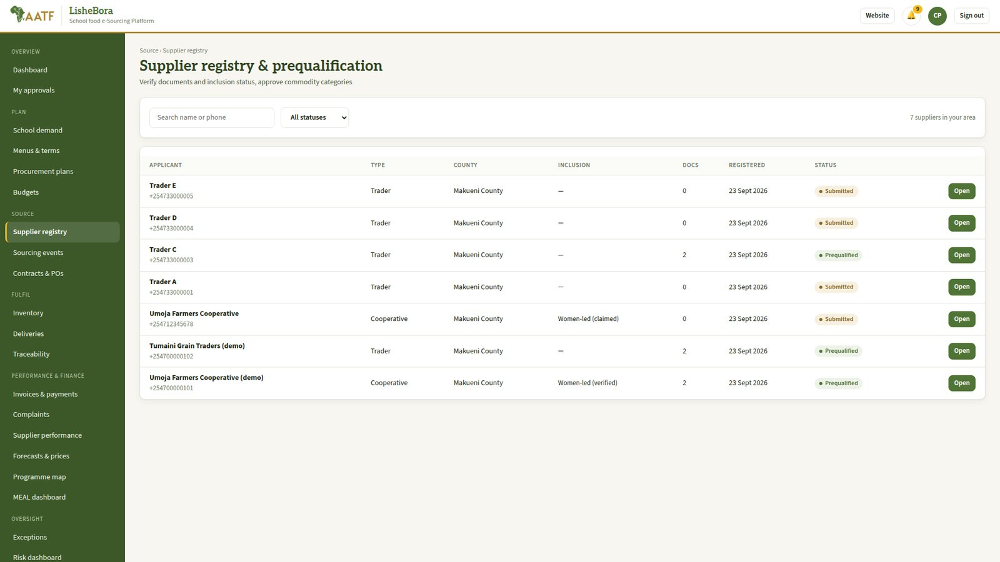 AATF
LisheBora
School food e-Sourcing Platform
Website
9
CP
Sign out
OVERVIEW
Dashboard
My approvals
PLAN
School demand
Menus & terms
Procurement plans
Budgets
SOURCE
Supplier registry
Sourcing events
Contracts & POs
FULFIL
Inventory
Deliveries
Traceability
PERFORMANCE & FINANCE
Invoices & payments
Complaints
Supplier performance
Forecasts & prices
Programme map
MEAL dashboard
OVERSIGHT
Exceptions
Risk dashboard
Source › Supplier registry
Supplier registry & prequalification
Verify documents and inclusion status, approve commodity categories
Search name or phone
All statuses
7 suppliers in your area
APPLICANT TYPE COUNTY INCLUSION DOCS REGISTERED STATUS
Trader E
+254733000005
Trader Makueni County — 0 23 Sept 2026 Submitted Open
Trader D
+254733000004
Trader Makueni County — 0 23 Sept 2026 Submitted Open
Trader C
+254733000003
Trader Makueni County — 2 23 Sept 2026 Prequalified Open
Trader A
+254733000001
Trader Makueni County — 0 23 Sept 2026 Submitted Open
Umoja Farmers Cooperative
+254712345678
Cooperative Makueni County Women-led (claimed) 0 23 Sept 2026 Submitted Open
Tumaini Grain Traders (demo)
+254700000102
Trader Makueni County — 2 23 Sept 2026 Prequalified Open
Umoja Farmers Cooperative (demo)
+254700000101
Cooperative Makueni County Women-led (verified) 2 23 Sept 2026 Prequalified Open